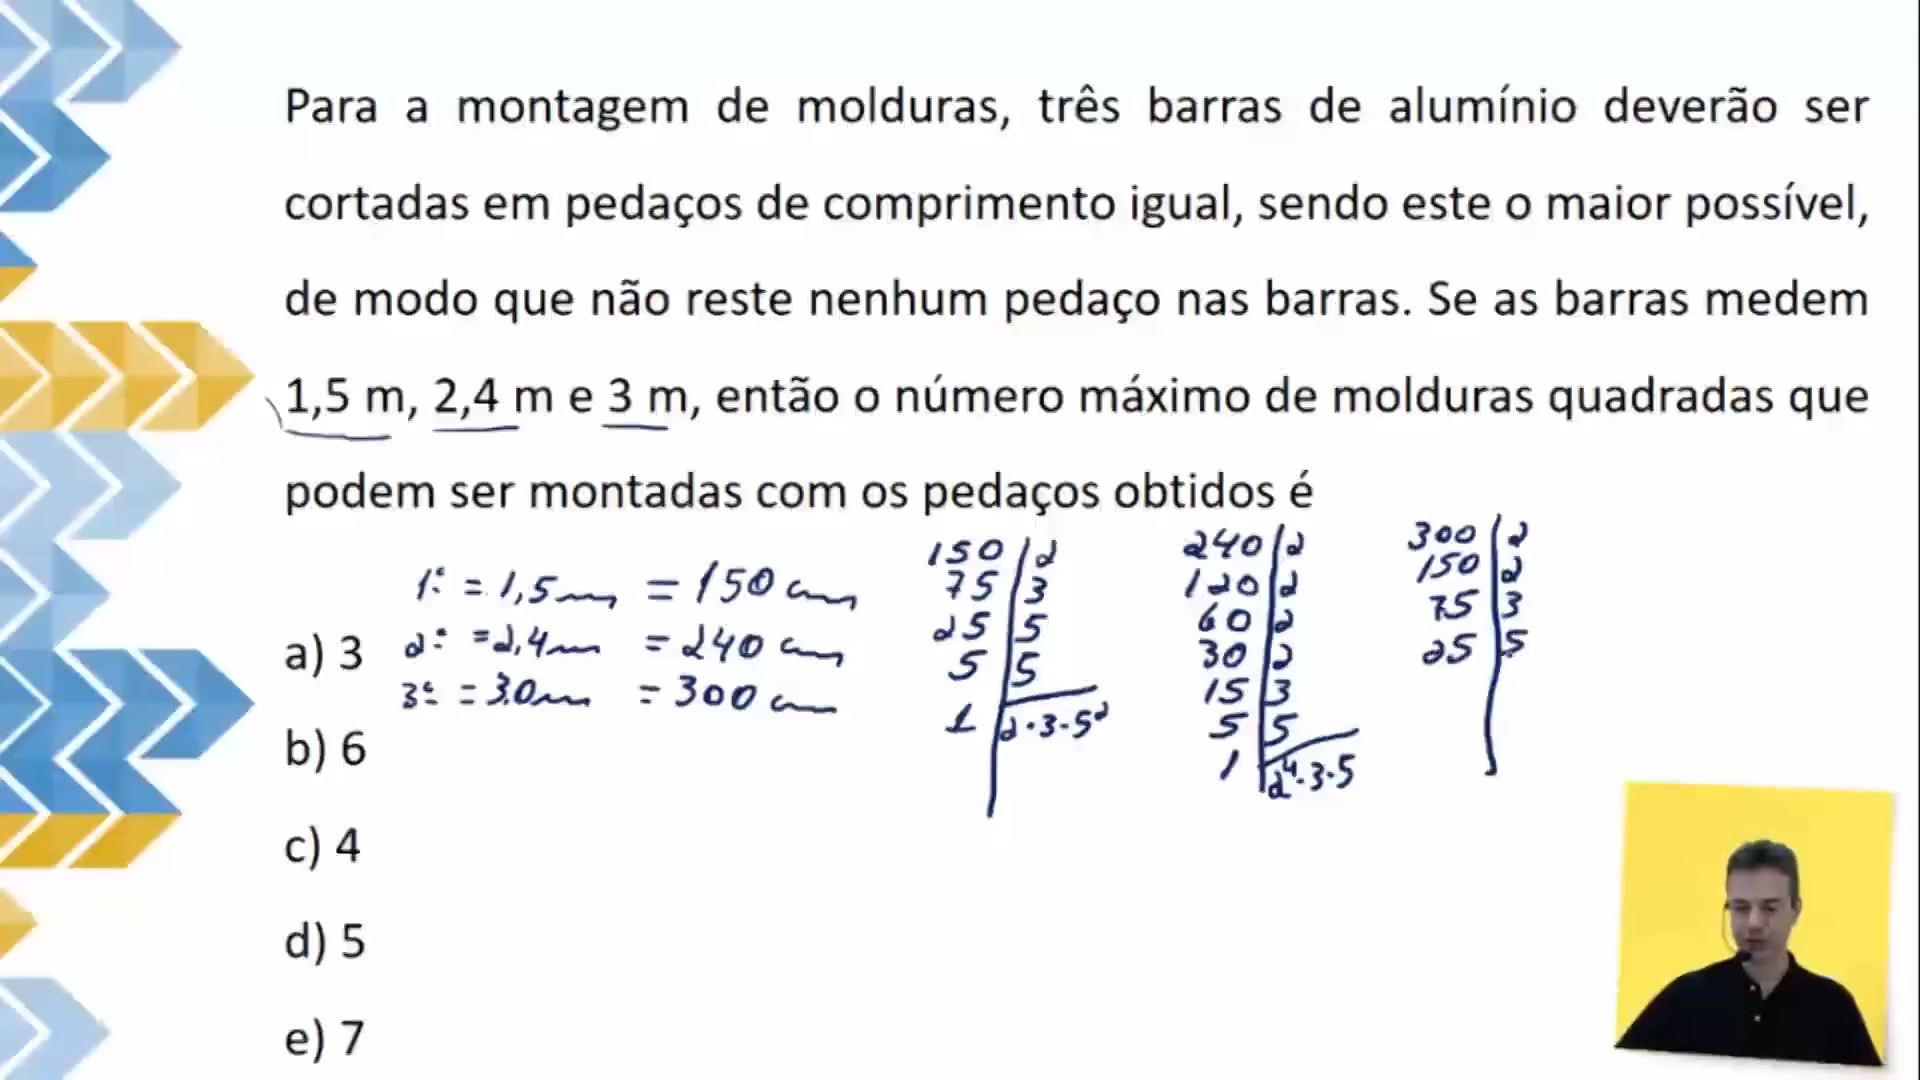 Para a montagem de molduras, três barras de alumínio deverão ser
cortadas em pedaços de comprimento igual, sendo este o maior possível,
de modo que não reste nenhum pedaço nas barras. Se as barras medem
1,5 m, 2,4 m e 3 m, então o número máximo de molduras quadradas que
podem ser montadas com os pedaços obtidos é
1ª = 1,5m = 150 cm
2ª = 2,4m = 240 cm
3ª = 3,0m = 300 cm
150 2
75 3
25 5
5 5
1 2·3·5²
240 2
120 2
60 2
30 2
15 3
5 5
1 2⁴·3·5
300 2
150 2
75 3
25 5
a) 3
b) 6
c) 4
d) 5
e) 7